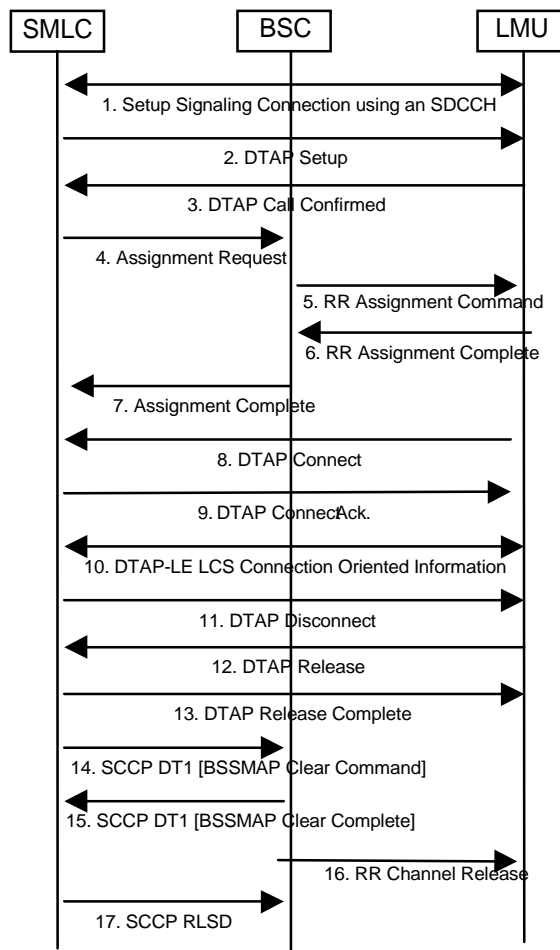 SMLC BSC LMU
1. Setup Signaling Connection using an SDCCH
2. DTAP Setup
3. DTAP Call Confirmed
4. Assignment Request
5. RR Assignment Command
6. RR Assignment Complete
7. Assignment Complete
8. DTAP Connect
9. DTAP Connect Ack.
10. DTAP-LE LCS Connection Oriented Information
11. DTAP Disconnect
12. DTAP Release
13. DTAP Release Complete
14. SCCP DT1 [BSSMAP Clear Command]
15. SCCP DT1 [BSSMAP Clear Complete]
16. RR Channel Release
17. SCCP RLSD